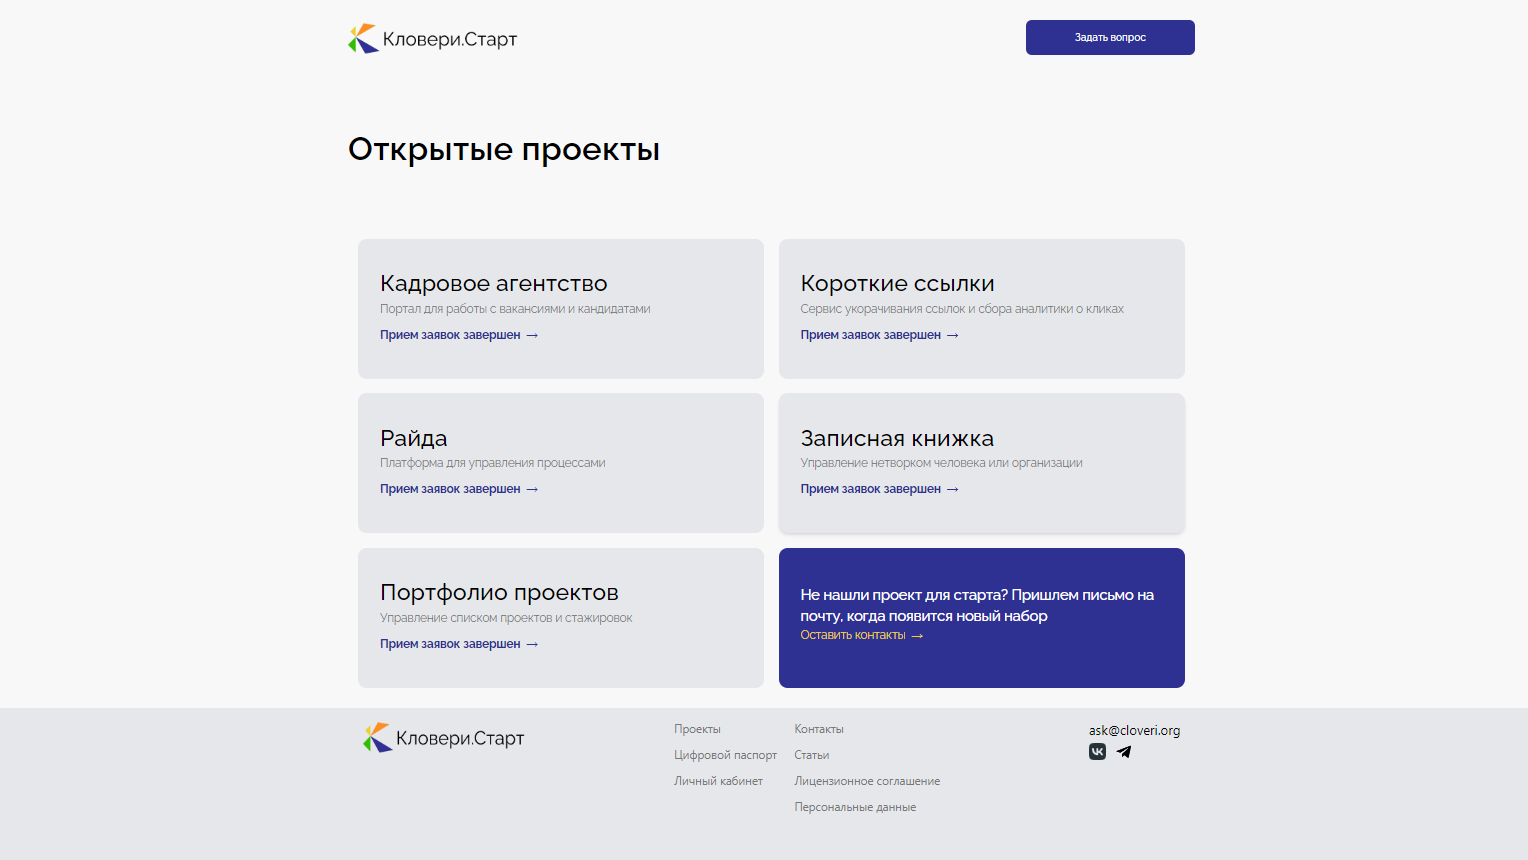 Кловери.Старт
Задать вопрос
Открытые проекты
Кадровое агентство
Портал для работы с вакансиями и кандидатами
Прием заявок завершен →
Короткие ссылки
Сервис укорачивания ссылок и сбора аналитики о кликах
Прием заявок завершен →
Райда
Платформа для управления процессами
Прием заявок завершен →
Записная книжка
Управление нетворком человека или организации
Прием заявок завершен →
Портфолио проектов
Управление списком проектов и стажировок
Прием заявок завершен →
Не нашли проект для старта? Пришлем письмо на
почту, когда появится новый набор
Оставить контакты →
Кловери.Старт
Проекты
Цифровой паспорт
Личный кабинет
Контакты
Статьи
Лицензионное соглашение
Персональные данные
ask@cloveri.org